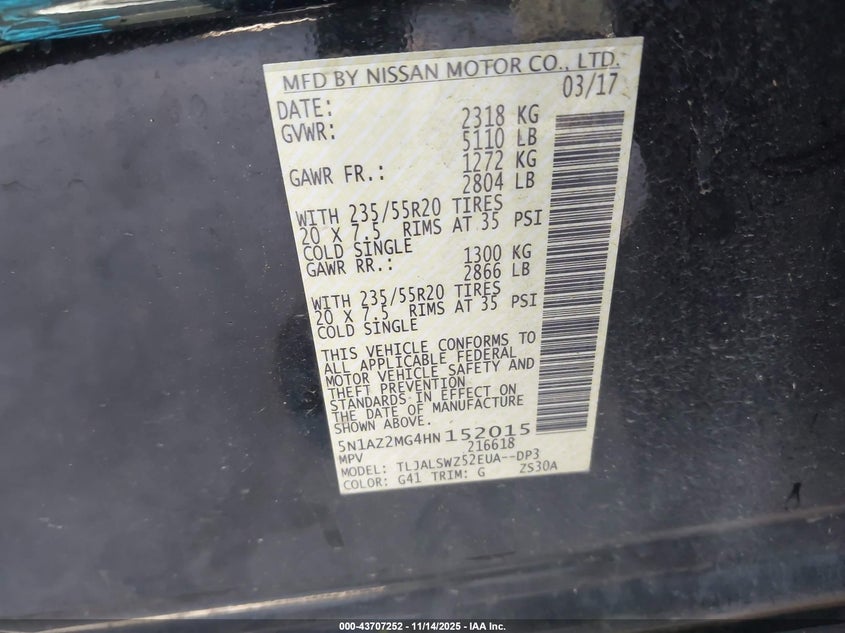 MFD BY NISSAN MOTOR CO., LTD.
DATE: 03/17
GVWR: 2318 KG
5110 LB
GAWR FR.: 1272 KG
2804 LB
WITH 235/55R20 TIRES
20 X 7.5 RIMS AT 35 PSI
COLD SINGLE
GAWR RR.: 1300 KG
2866 LB
WITH 235/55R20 TIRES
20 X 7.5 RIMS AT 35 PSI
COLD SINGLE
THIS VEHICLE CONFORMS TO
ALL APPLICABLE FEDERAL
MOTOR VEHICLE SAFETY AND
THEFT PREVENTION
STANDARDS IN EFFECT ON
THE DATE OF MANUFACTURE
SHOWN ABOVE.
5N1AZ2MG4HN 152015
MPV 216618
MODEL: TLJALSWZ52EUA--DP3
COLOR: G41 TRIM: G ZS30A
000-43707252 - 11/14/2025 - IAA Inc.